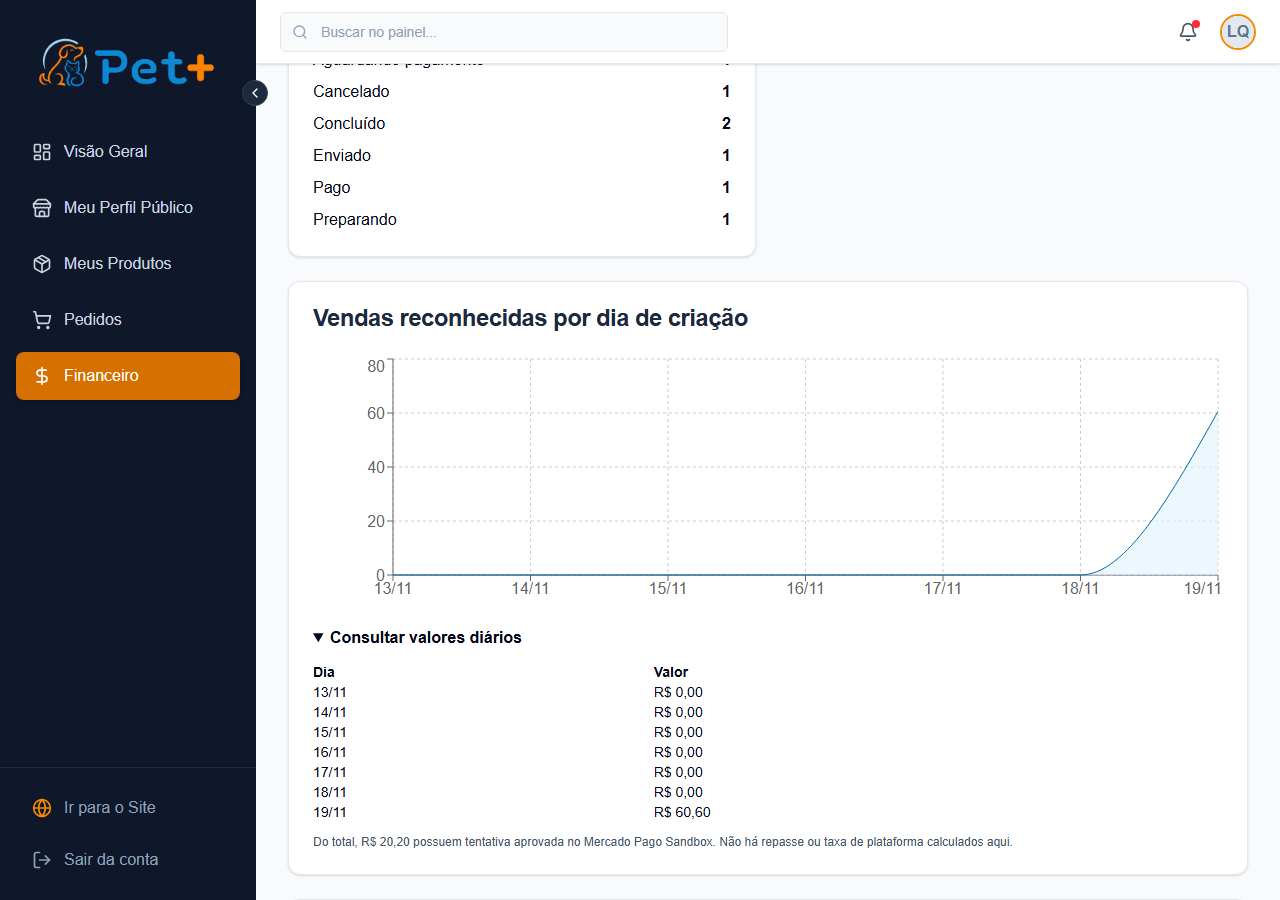 Pet+
Buscar no painel...
LQ
Visão Geral
Meu Perfil Público
Meus Produtos
Pedidos
Financeiro
Ir para o Site
Sair da conta
Aguardando pagamento
Cancelado 1
Concluído 2
Enviado 1
Pago 1
Preparando 1
Vendas reconhecidas por dia de criação
80
60
40
20
0
13/11 14/11 15/11 16/11 17/11 18/11 19/11
Consultar valores diários
Dia Valor
13/11 R$ 0,00
14/11 R$ 0,00
15/11 R$ 0,00
16/11 R$ 0,00
17/11 R$ 0,00
18/11 R$ 0,00
19/11 R$ 60,60
Do total, R$ 20,20 possuem tentativa aprovada no Mercado Pago Sandbox. Não há repasse ou taxa de plataforma calculados aqui.